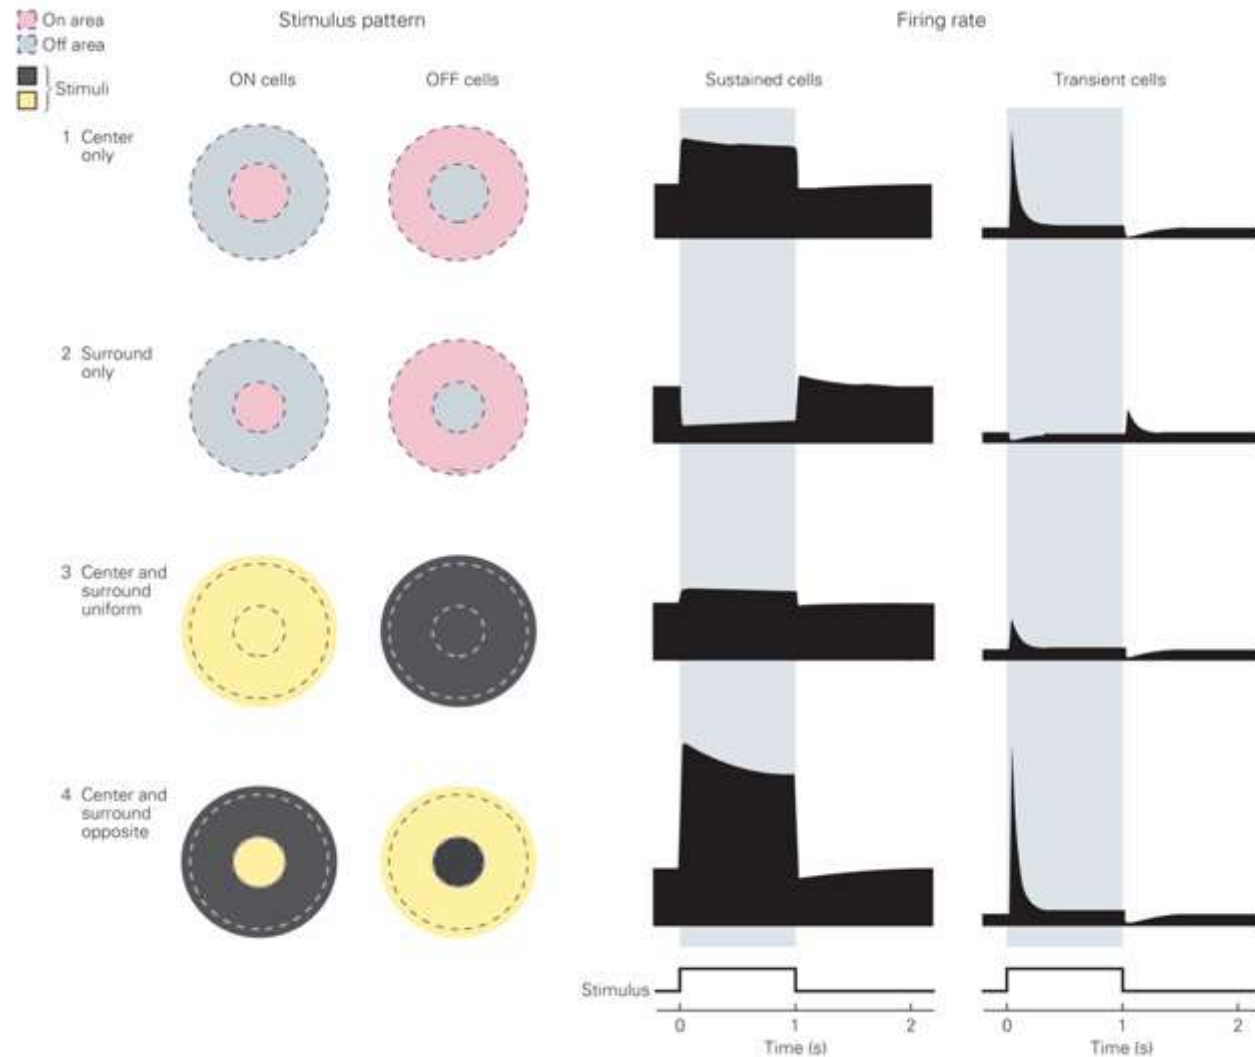 On area
Off area
Stimuli
Stimulus pattern
Firing rate
ON cells
OFF cells
Sustained cells
Transient cells
1 Center
only
2 Surround
only
3 Center and
surround
uniform
4 Center and
surround
opposite
Stimulus
0 1 2
Time (s)
0 1 2
Time (s)